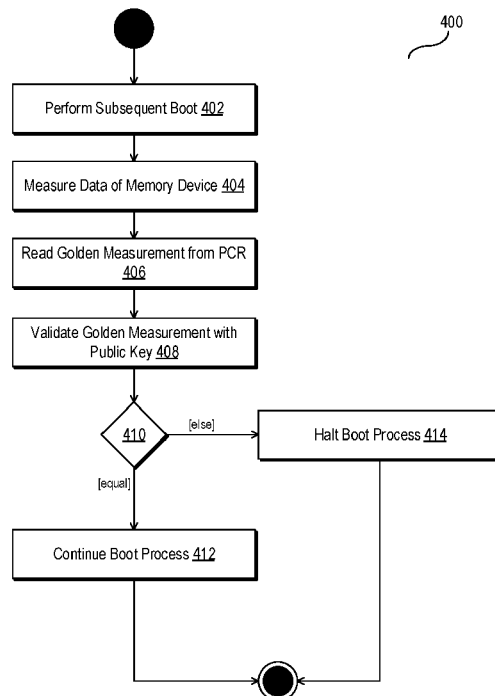 400
Perform Subsequent Boot 402
Measure Data of Memory Device 404
Read Golden Measurement from PCR
406
Validate Golden Measurement with
Public Key 408
410
[else]
Halt Boot Process 414
[equal]
Continue Boot Process 412